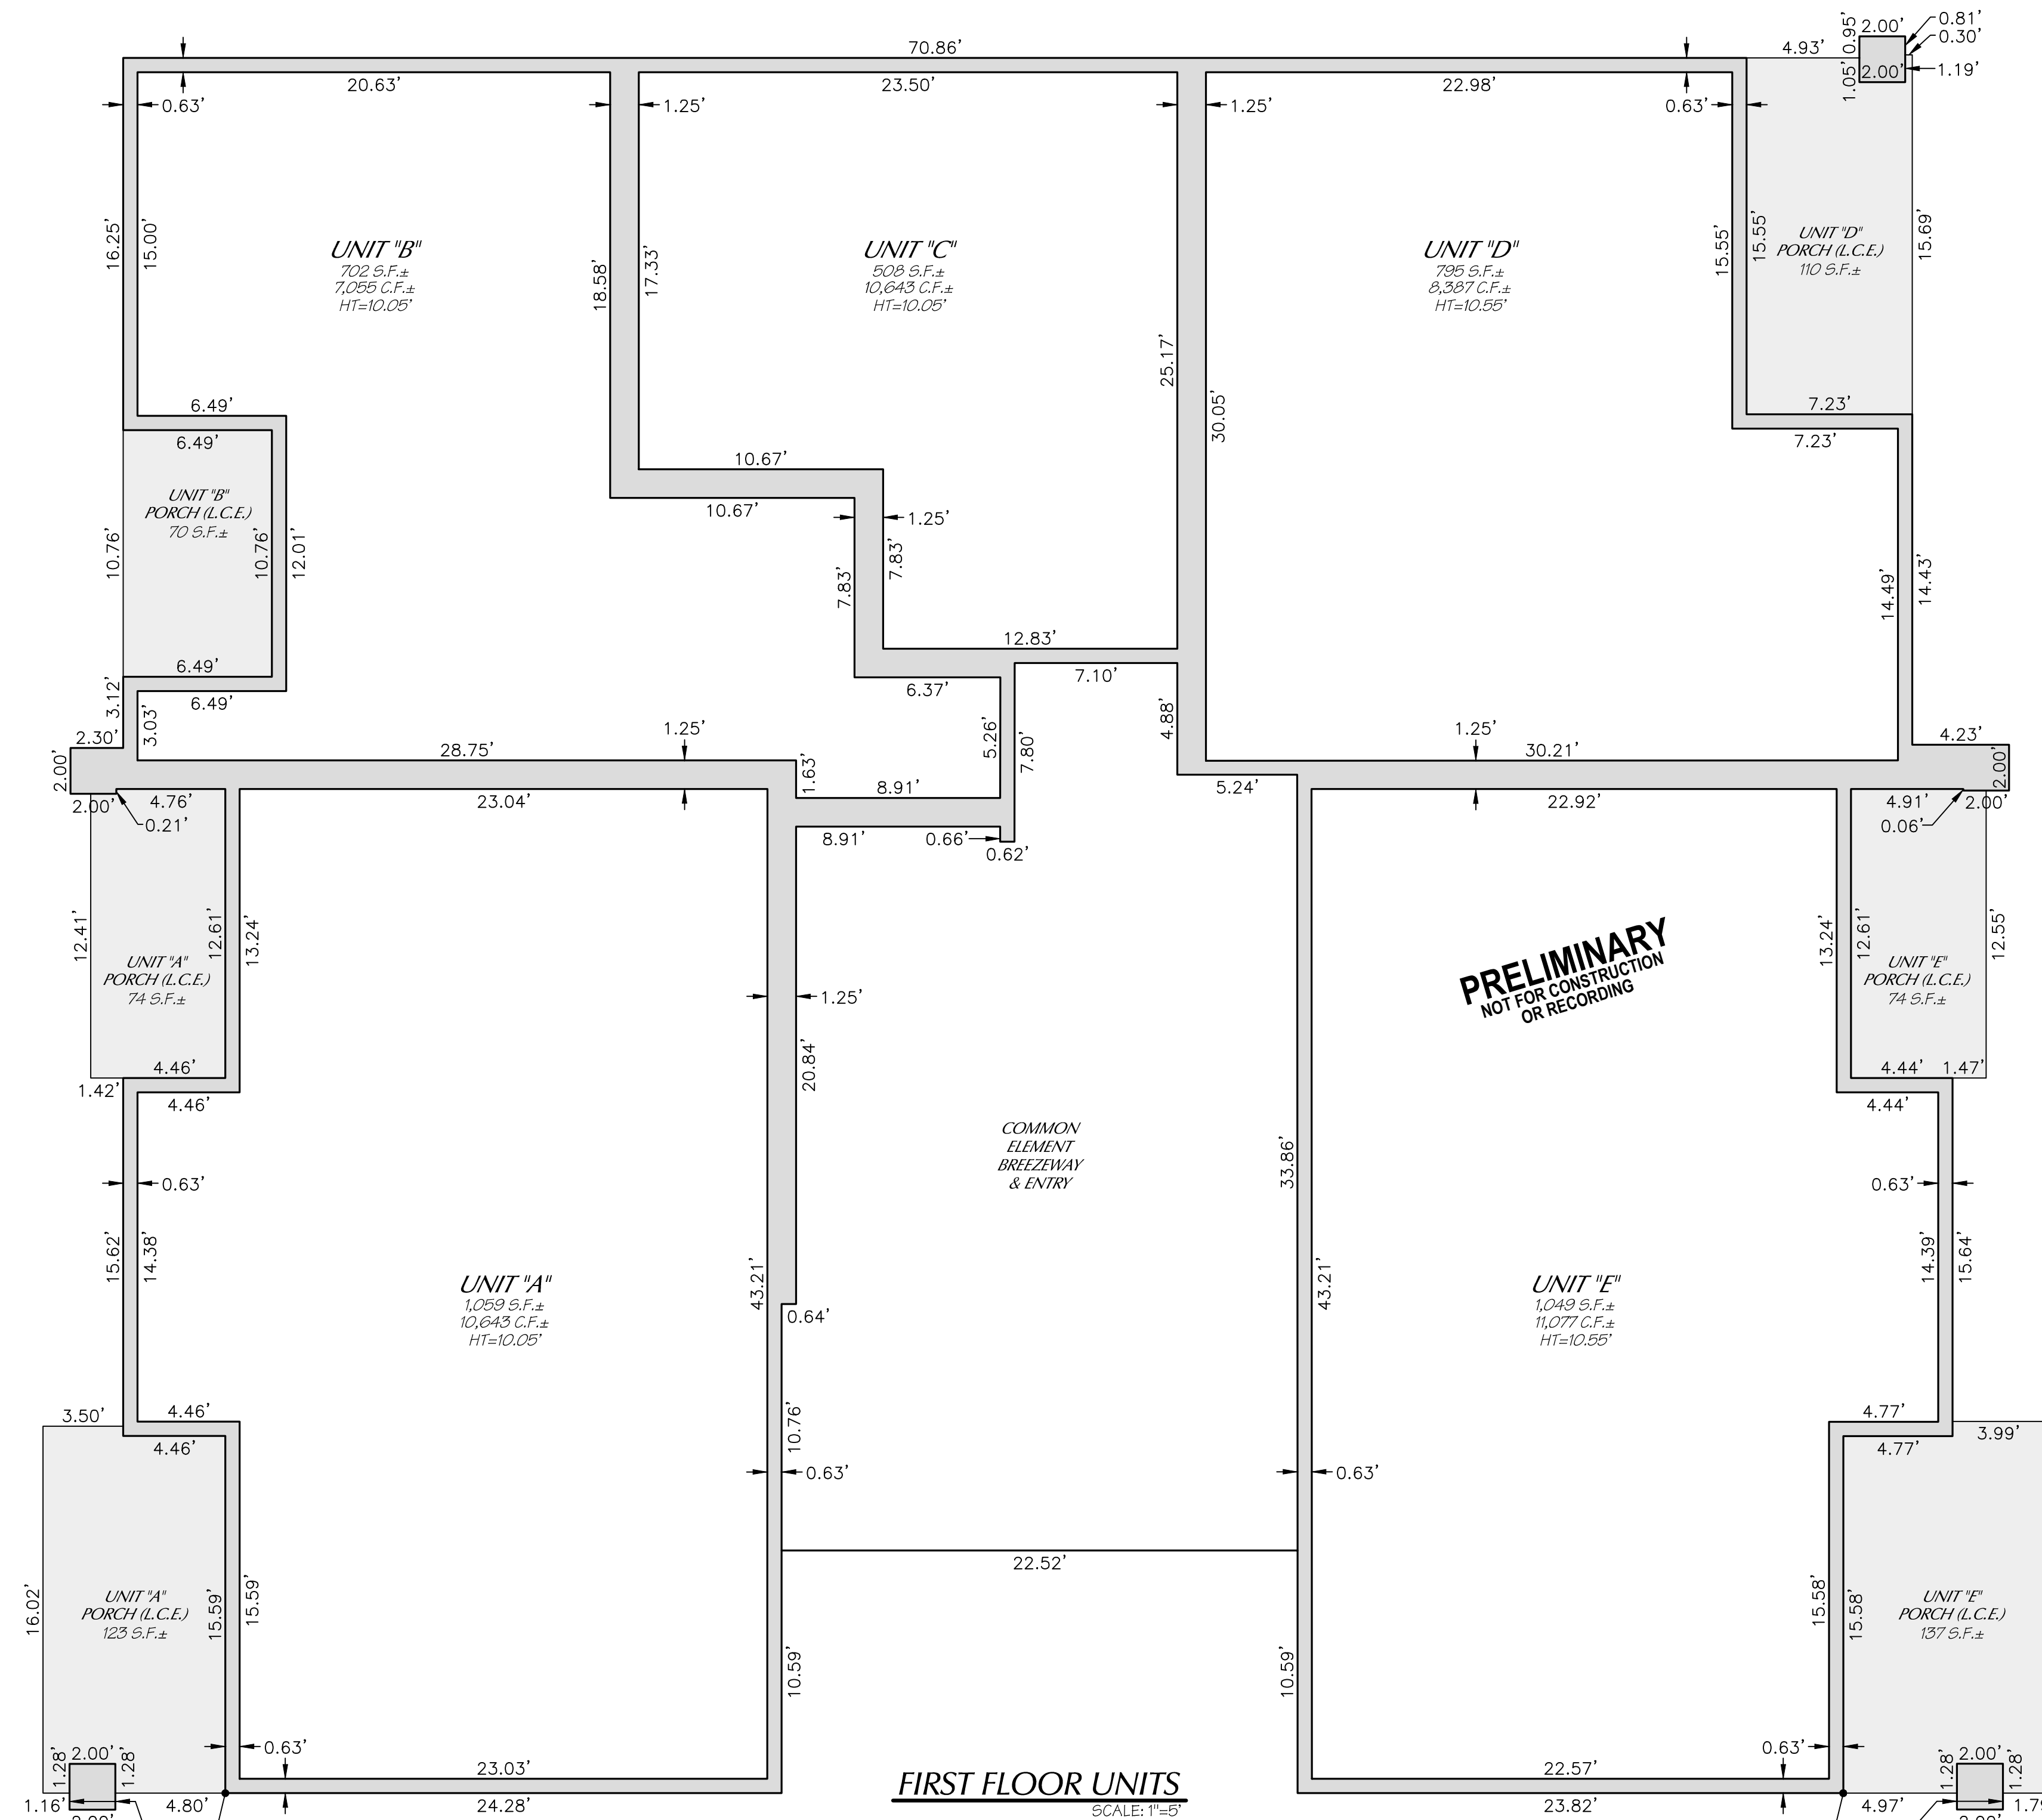 70.86'
4.93'
0.95'
2.00'
0.81'
0.30'
1.05'
2.00'
1.19'
20.63'
23.50'
22.98'
0.63'
1.25'
1.25'
0.63'
16.25'
15.00'
UNIT "B"
702 S.F.±
7,055 C.F.±
HT=10.05'
18.58'
17.33'
UNIT "C"
508 S.F.±
10,643 C.F.±
HT=10.05'
25.17'
30.05'
UNIT "D"
795 S.F.±
8,387 C.F.±
HT=10.55'
15.55'
15.55'
UNIT "D"
PORCH (L.C.E.)
110 S.F.±
15.69'
6.49'
6.49'
7.23'
7.23'
10.67'
10.67'
1.25'
UNIT "B"
PORCH (L.C.E.)
70 S.F.±
10.76'
10.76'
12.01'
7.83'
7.83'
14.49'
14.43'
12.83'
7.10'
6.37'
6.49'
6.49'
3.12'
3.03'
2.30'
2.00'
28.75'
1.25'
1.63'
5.26'
7.80'
4.88'
1.25'
30.21'
4.23'
2.00'
2.00'
4.76'
0.21'
23.04'
8.91'
8.91'
0.66'
0.62'
5.24'
22.92'
4.91'
2.00'
0.06'
12.41'
12.61'
13.24'
UNIT "A"
PORCH (L.C.E.)
74 S.F.±
1.25'
20.84'
PRELIMINARY
NOT FOR CONSTRUCTION
OR RECORDING
13.24'
12.61'
UNIT "E"
PORCH (L.C.E.)
74 S.F.±
12.55'
4.46'
1.42'
4.46'
4.44'
1.47'
4.44'
COMMON
ELEMENT
BREEZEWAY
& ENTRY
33.86'
0.63'
0.63'
15.62'
14.38'
UNIT "A"
1,059 S.F.±
10,643 C.F.±
HT=10.05'
43.21'
0.64'
43.21'
UNIT "E"
1,049 S.F.±
11,077 C.F.±
HT=10.55'
14.39'
15.64'
3.50'
4.46'
4.46'
10.76'
0.63'
0.63'
4.77'
4.77'
3.99'
16.02'
UNIT "A"
PORCH (L.C.E.)
123 S.F.±
15.59'
15.59'
22.52'
10.59'
10.59'
15.58'
15.58'
UNIT "E"
PORCH (L.C.E.)
137 S.F.±
1.28'
2.00'
1.28'
0.63'
23.03'
22.57'
0.63'
1.28'
2.00'
1.28'
1.16'
4.80'
24.28'
FIRST FLOOR UNITS
SCALE: 1"=5'
23.82'
4.97'